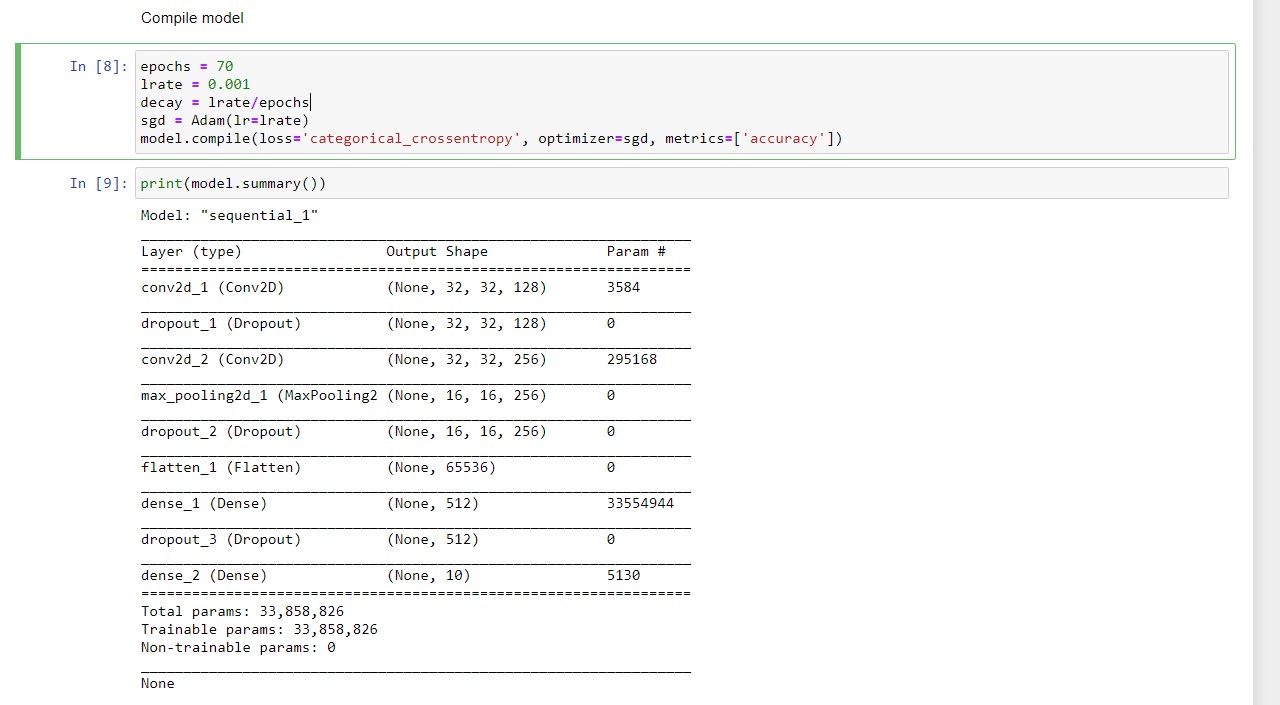 Compile model
In [8]: epochs = 70
lrate = 0.001
decay = lrate/epochs
sgd = Adam(lr=lrate)
model.compile(loss='categorical_crossentropy', optimizer=sgd, metrics=['accuracy'])
In [9]: print(model.summary())
Model: "sequential_1"
_________________________________________________________________
Layer (type)                 Output Shape              Param #
=================================================================
conv2d_1 (Conv2D)            (None, 32, 32, 128)       3584
_________________________________________________________________
dropout_1 (Dropout)          (None, 32, 32, 128)       0
_________________________________________________________________
conv2d_2 (Conv2D)            (None, 32, 32, 256)       295168
_________________________________________________________________
max_pooling2d_1 (MaxPooling2 (None, 16, 16, 256)       0
_________________________________________________________________
dropout_2 (Dropout)          (None, 16, 16, 256)       0
_________________________________________________________________
flatten_1 (Flatten)          (None, 65536)             0
_________________________________________________________________
dense_1 (Dense)              (None, 512)               33554944
_________________________________________________________________
dropout_3 (Dropout)          (None, 512)               0
_________________________________________________________________
dense_2 (Dense)              (None, 10)                5130
=================================================================
Total params: 33,858,826
Trainable params: 33,858,826
Non-trainable params: 0
_________________________________________________________________
None